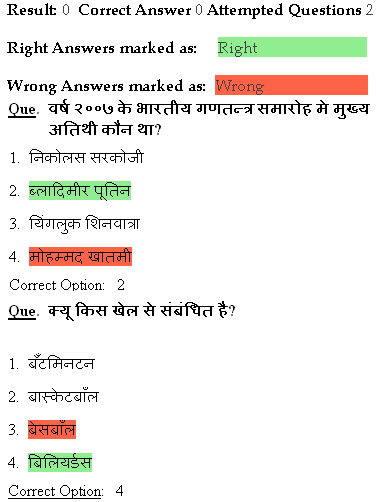 Result: 0 Correct Answer 0 Attempted Questions 2
Right Answers marked as: Right
Wrong Answers marked as: Wrong
Que. वर्ष २००७ के भारतीय गणतन्त्र समारोह मे मुख्य
अतिथी कौन था?
1. निकोलस सरकोजी
2. ब्लादिमीर पूतिन
3. यिंगलुक शिनवात्रा
4. मोहम्मद खातमी
Correct Option: 2
Que. क्यू किस खेल से संबंधित है?
1. बैँटमिनटन
2. बास्केटबाँल
3. बेसबाँल
4. बिलियर्डस
Correct Option: 4